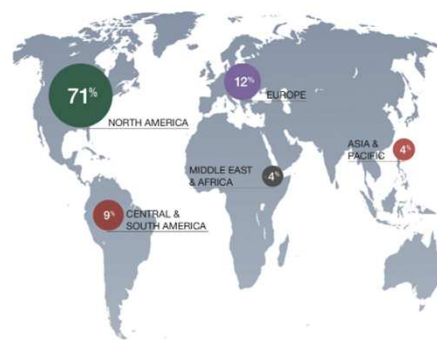 71%
NORTH AMERICA
12%
EUROPE
ASIA &
PACIFIC
4%
MIDDLE EAST
& AFRICA
4%
9%
CENTRAL &
SOUTH AMERICA